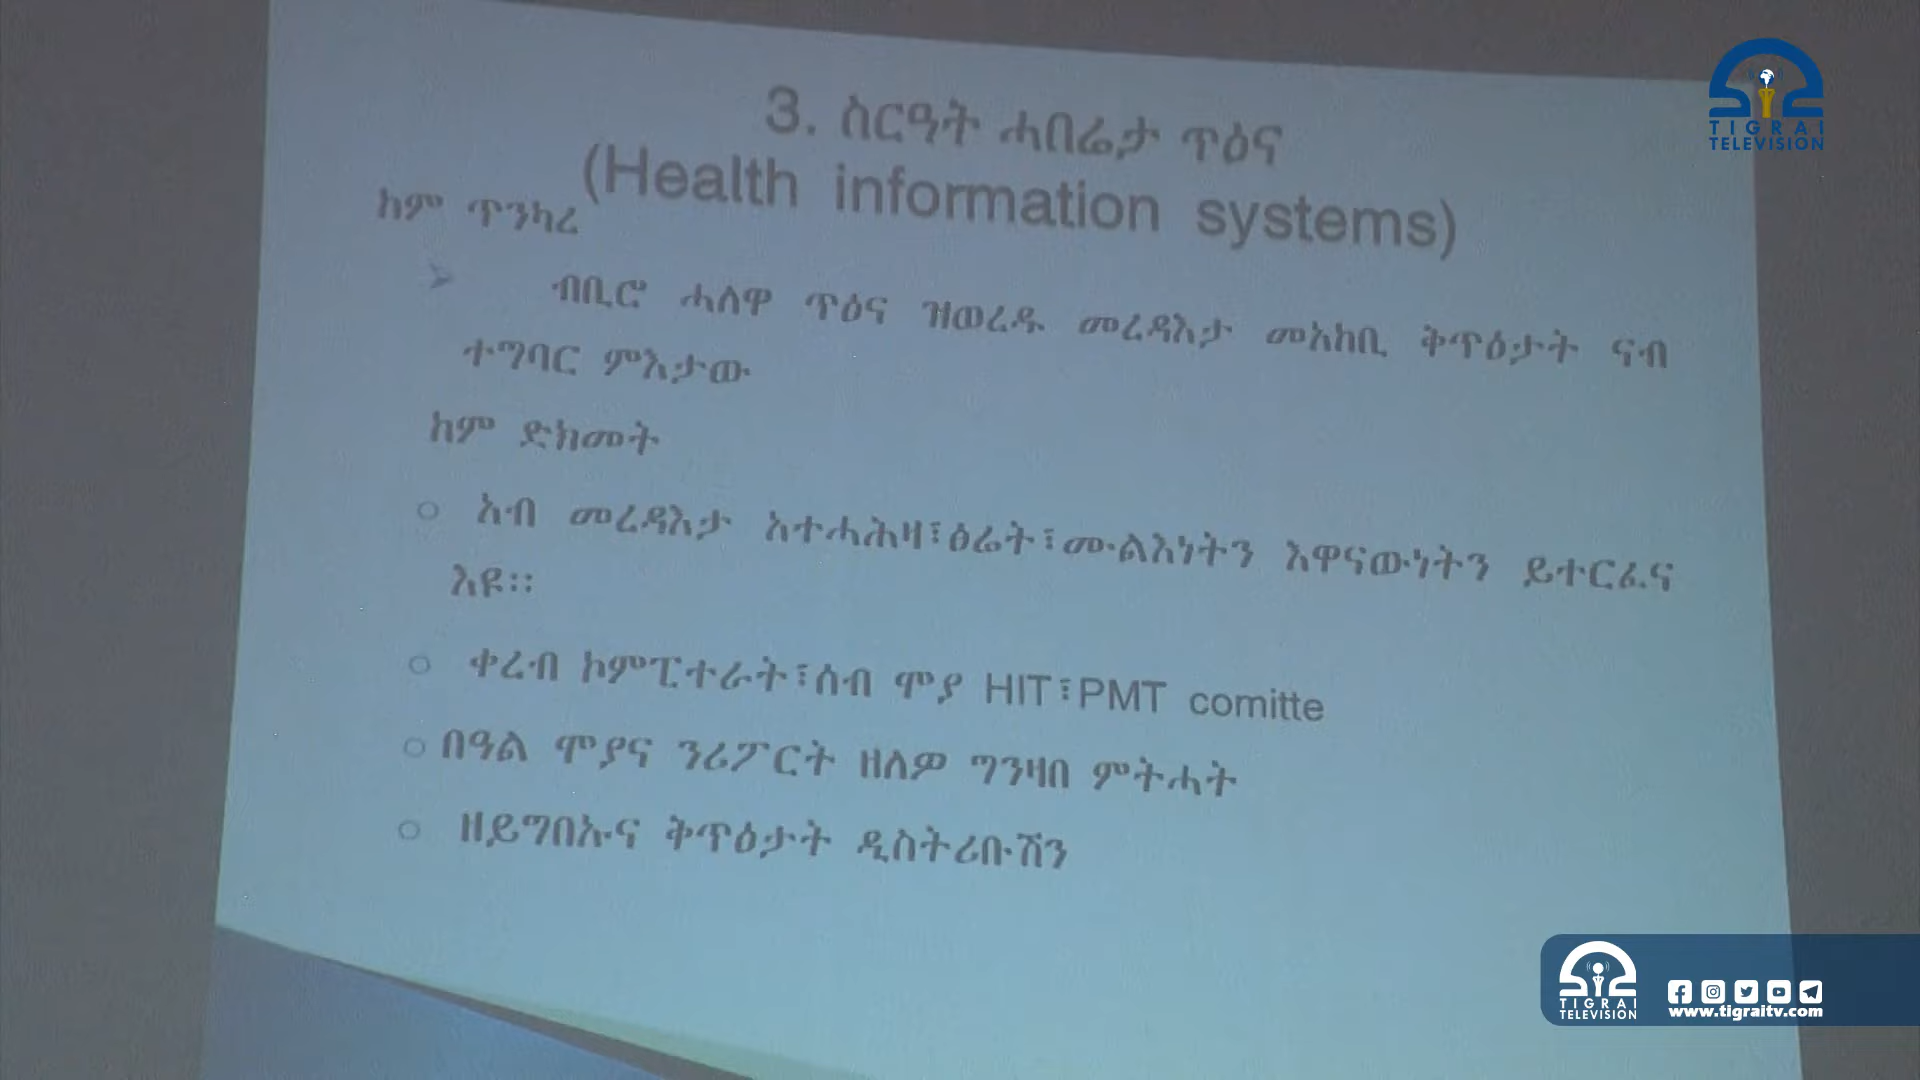 TIGRAI
TELEVISION
3. ስርዓት ሓበሬታ ጥዕና
(Health information systems)
ከም ጥንካረ
ብቢሮ ሓለዋ ጥዕና ዝወረዱ መረዳእታ መአከቢ ቅጥዕታት ናብ
ተግባር ምእታው
ከም ድክመት
አብ መረዳእታ አተሓሕዛ፣ዕሬት፣ሙልእነትን እዋናውነትን ይተርፈና
እዩ፡፡
ቀረብ ኮምፒተራት፣ሰብ ሞያ HIT፣PMT comitte
በዓል ሞያና ንሪፖርት ዘለዎ ግንዛበ ምትሓት
ዘይግበኡና ቅጥዕታት ዲስትሪቡሽን
TIGRAI
TELEVISION
www.tigraitv.com